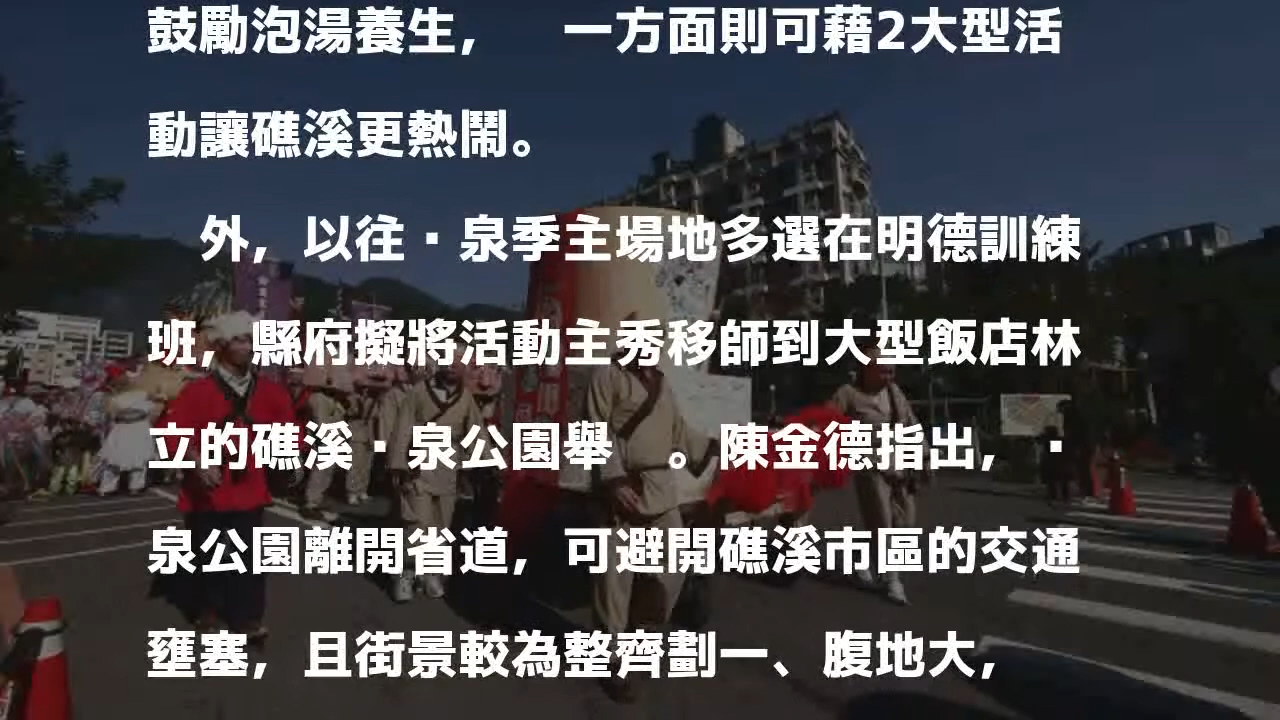 鼓勵泡湯養生,　一方面則可藉2大型活
動讓礁溪更熱鬧。
　外，以往·泉季主場地多選在明德訓練
班，縣府擬將活動主秀移師到大型飯店林
立的礁溪·泉公園舉　。陳金德指出，·
泉公園離開省道，可避開礁溪市區的交通
壅塞，且街景較為整齊劃一、腹地大，